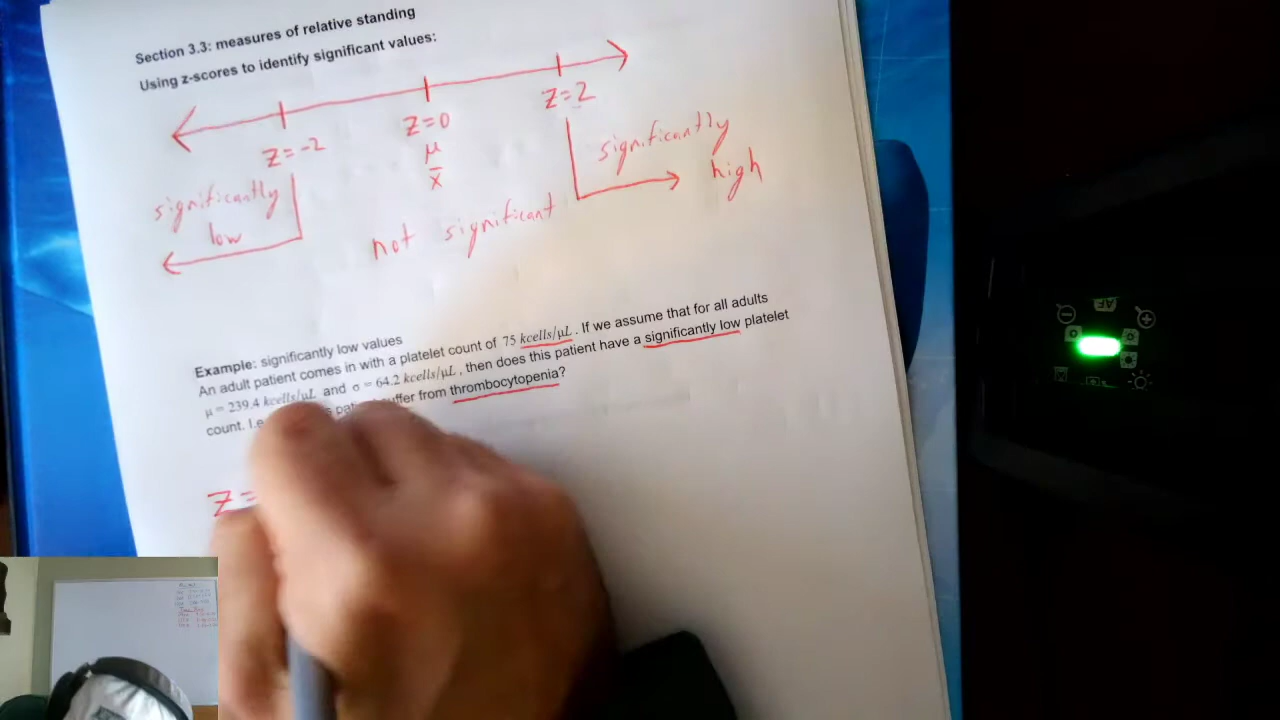 Section 3.3: measures of relative standing
Using z-scores to identify significant values:
z=-2
z=0
z=2
μ
x̄
significantly
low
not significant
significantly
high
Example: significantly low values
An adult patient comes in with a platelet count of 75 kcells/μL. If we assume that for all adults
μ = 239.4 kcells/μL and σ = 64.2 kcells/μL, then does this patient have a significantly low platelet
count. I.e. suffer from thrombocytopenia?
z=